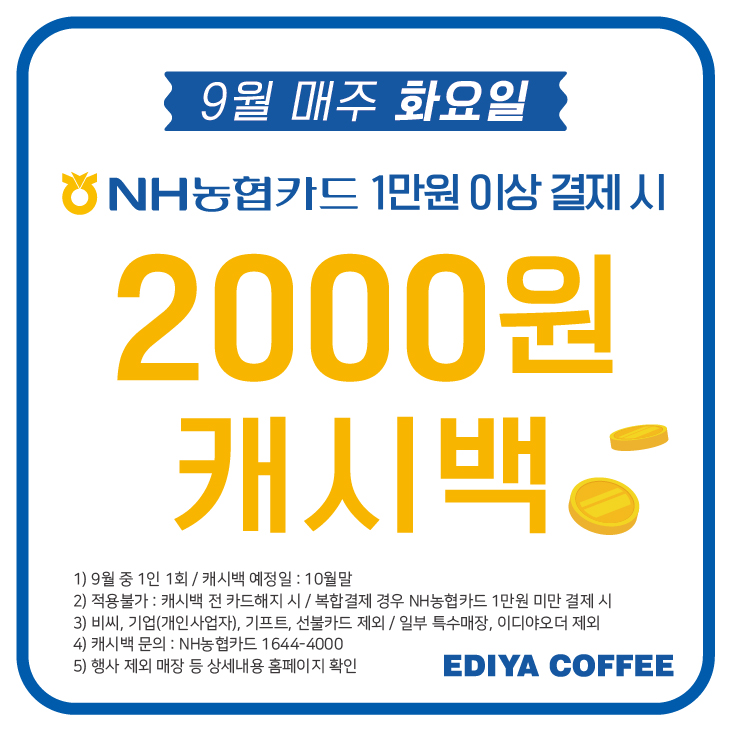 9월 매주 화요일
NH농협카드 1만원 이상 결제 시
2000원
캐시백
1) 9월 중 1인 1회 / 캐시백 예정일 : 10월말
2) 적용불가 : 캐시백 전 카드해지 시 / 복합결제 경우 NH농협카드 1만원 미만 결제 시
3) 비씨, 기업(개인사업자), 기프트, 선불카드 제외 / 일부 특수매장, 이디야오더 제외
4) 캐시백 문의 : NH농협카드 1644-4000
5) 행사 제외 매장 등 상세내용 홈페이지 확인
EDIYA COFFEE